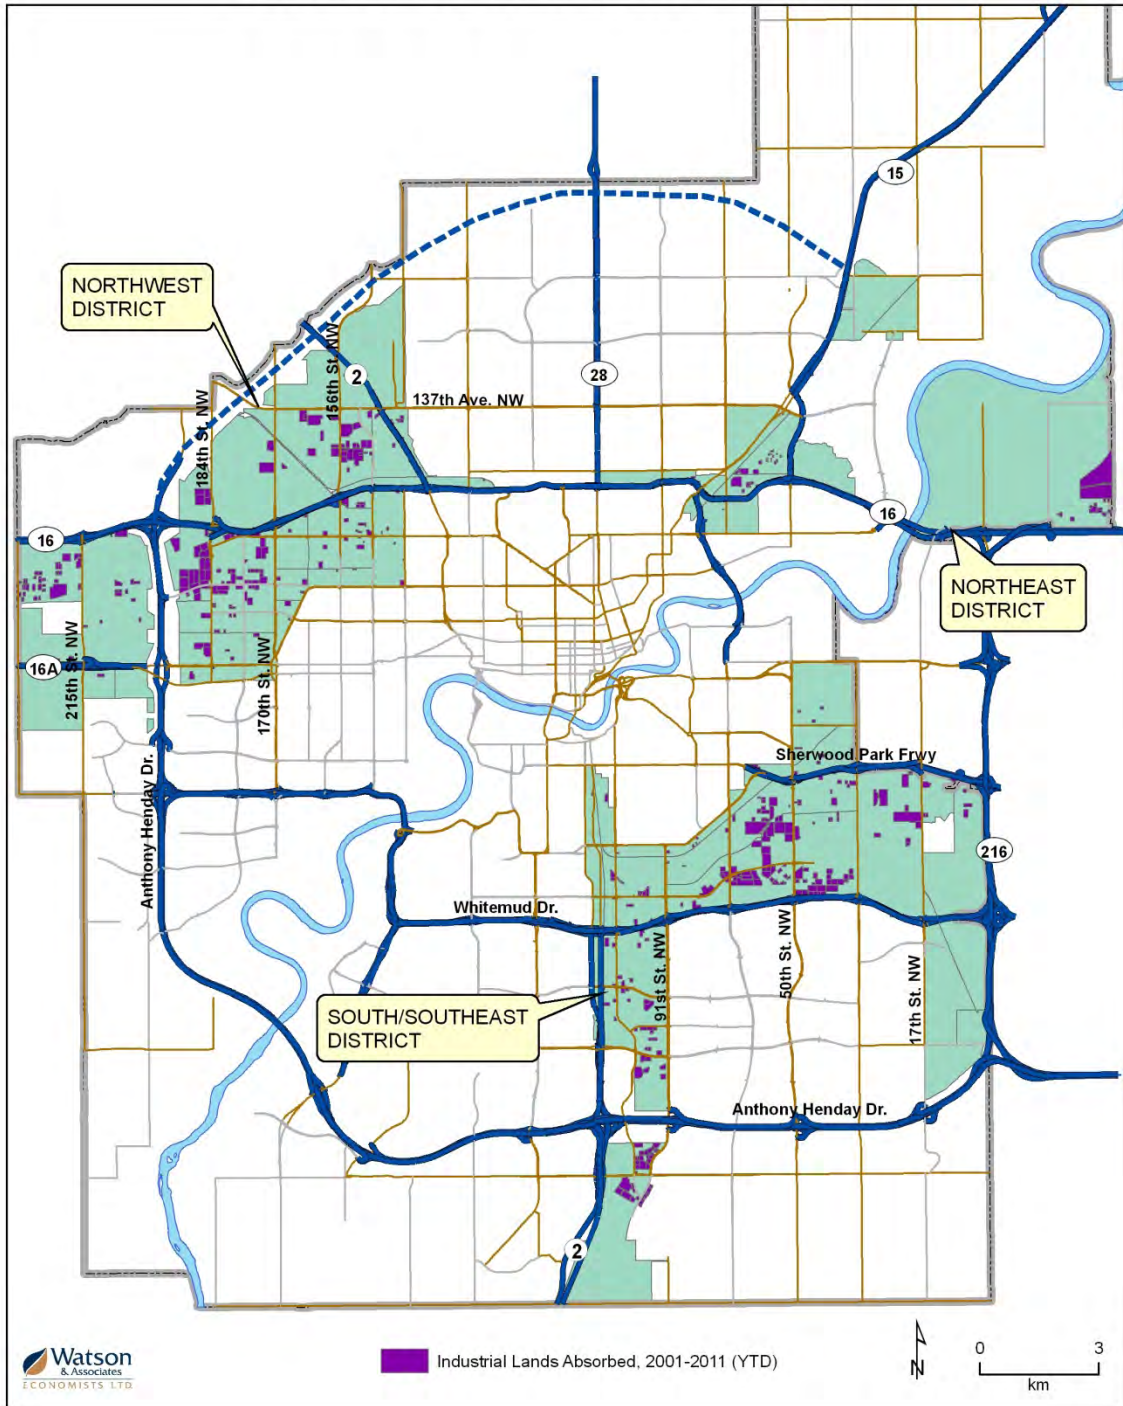 15
NORTHWEST
DISTRICT
156th St. NW
2
28
137th Ave. NW
184th St. NW
16
16
NORTHEAST
DISTRICT
16A
215th St. NW
170th St. NW
Sherwood Park Frwy
Anthony Henday Dr.
216
Whitemud Dr.
91st St. NW
50th St. NW
17th St. NW
SOUTH/SOUTHEAST
DISTRICT
Anthony Henday Dr.
2
Watson
& Associates
ECONOMISTS LTD.
Industrial Lands Absorbed, 2001-2011 (YTD)
N
0 3
km